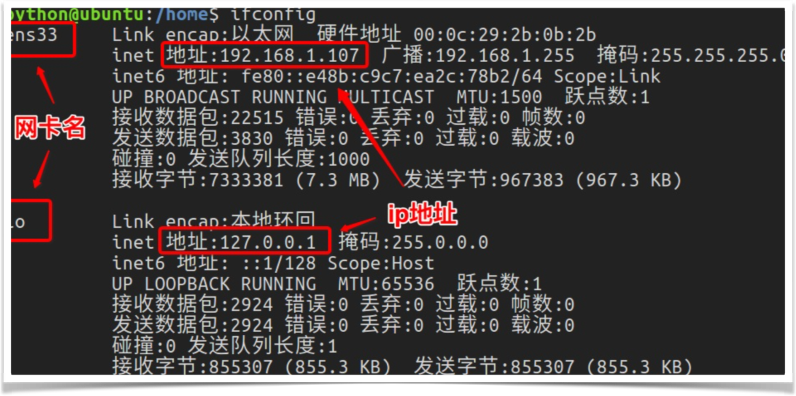 python@ubuntu:/home$ ifconfig
ens33 Link encap:以太网 硬件地址 00:0c:29:2b:0b:2b
inet 地址:192.168.1.107 广播:192.168.1.255 掩码:255.255.255.0
inet6 地址: fe80::e48b:c9c7:ea2c:78b2/64 Scope:Link
UP BROADCAST RUNNING MULTICAST MTU:1500 跃点数:1
网卡名
接收数据包:22515 错误:0 丢弃:0 过载:0 帧数:0
发送数据包:3830 错误:0 丢弃:0 过载:0 载波:0
碰撞:0 发送队列长度:1000
接收字节:7333381 (7.3 MB) 发送字节:967383 (967.3 KB)
ip地址
lo Link encap:本地环回
inet 地址:127.0.0.1 掩码:255.0.0.0
inet6 地址: ::1/128 Scope:Host
UP LOOPBACK RUNNING MTU:65536 跃点数:1
接收数据包:2924 错误:0 丢弃:0 过载:0 帧数:0
发送数据包:2924 错误:0 丢弃:0 过载:0 载波:0
碰撞:0 发送队列长度:1
接收字节:855307 (855.3 KB) 发送字节:855307 (855.3 KB)